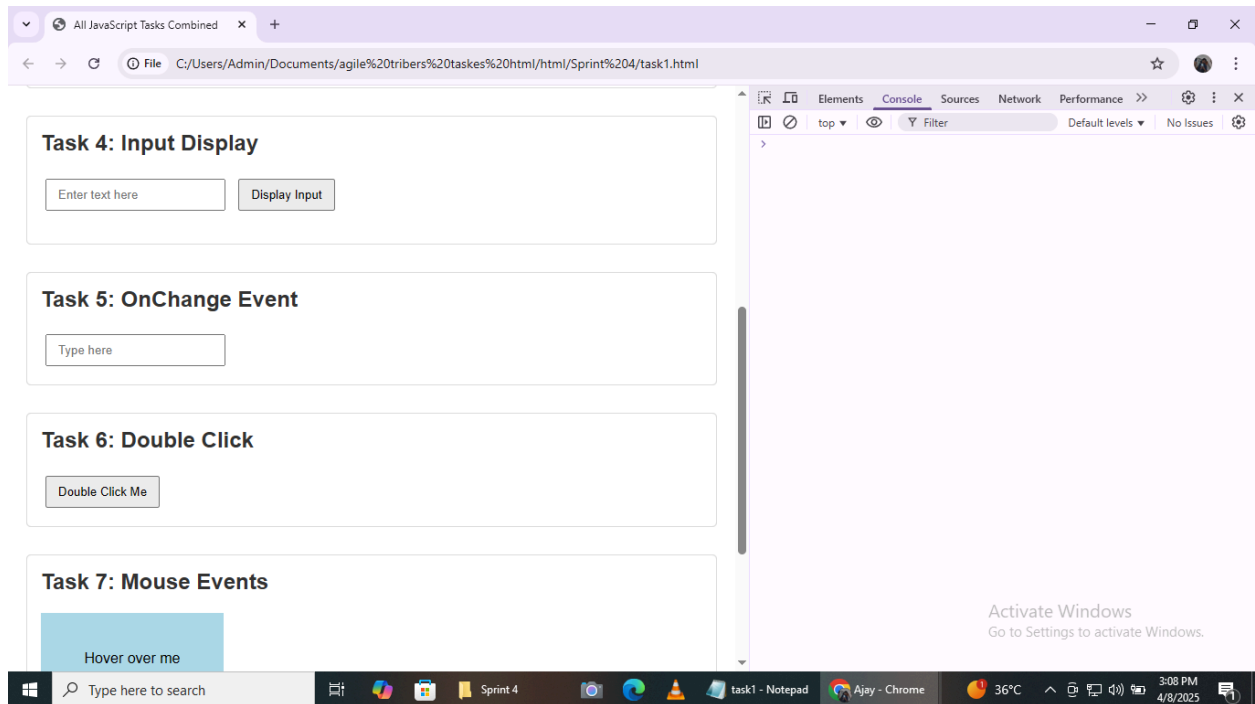 All JavaScript Tasks Combined
File C:/Users/Admin/Documents/agile%20tribers%20taskes%20html/html/Sprint%204/task1.html
Elements Console Sources Network Performance
top Filter Default levels No Issues
Task 4: Input Display
Enter text here Display Input
Task 5: OnChange Event
Type here
Task 6: Double Click
Double Click Me
Task 7: Mouse Events
Hover over me
Activate Windows
Go to Settings to activate Windows.
Type here to search Sprint 4 task1 - Notepad Ajay - Chrome 1 36°C 3:08 PM
4/8/2025 1